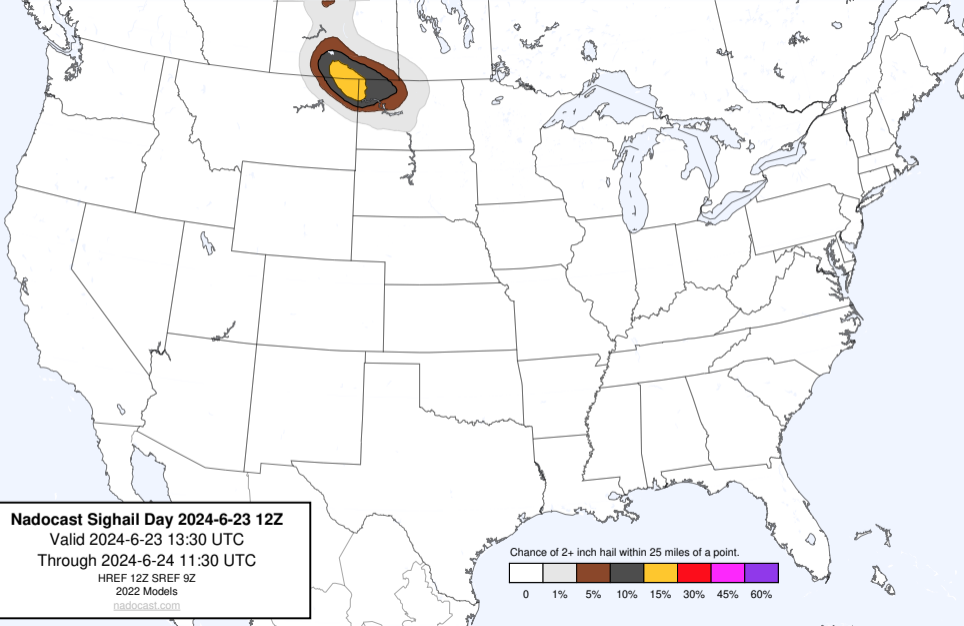 Nadocast Sighail Day 2024-6-23 12Z
Valid 2024-6-23 13:30 UTC
Through 2024-6-24 11:30 UTC
HREF 12Z SREF 9Z
2022 Models
nadocast.com
Chance of 2+ inch hail within 25 miles of a point.
0 1% 5% 10% 15% 30% 45% 60%